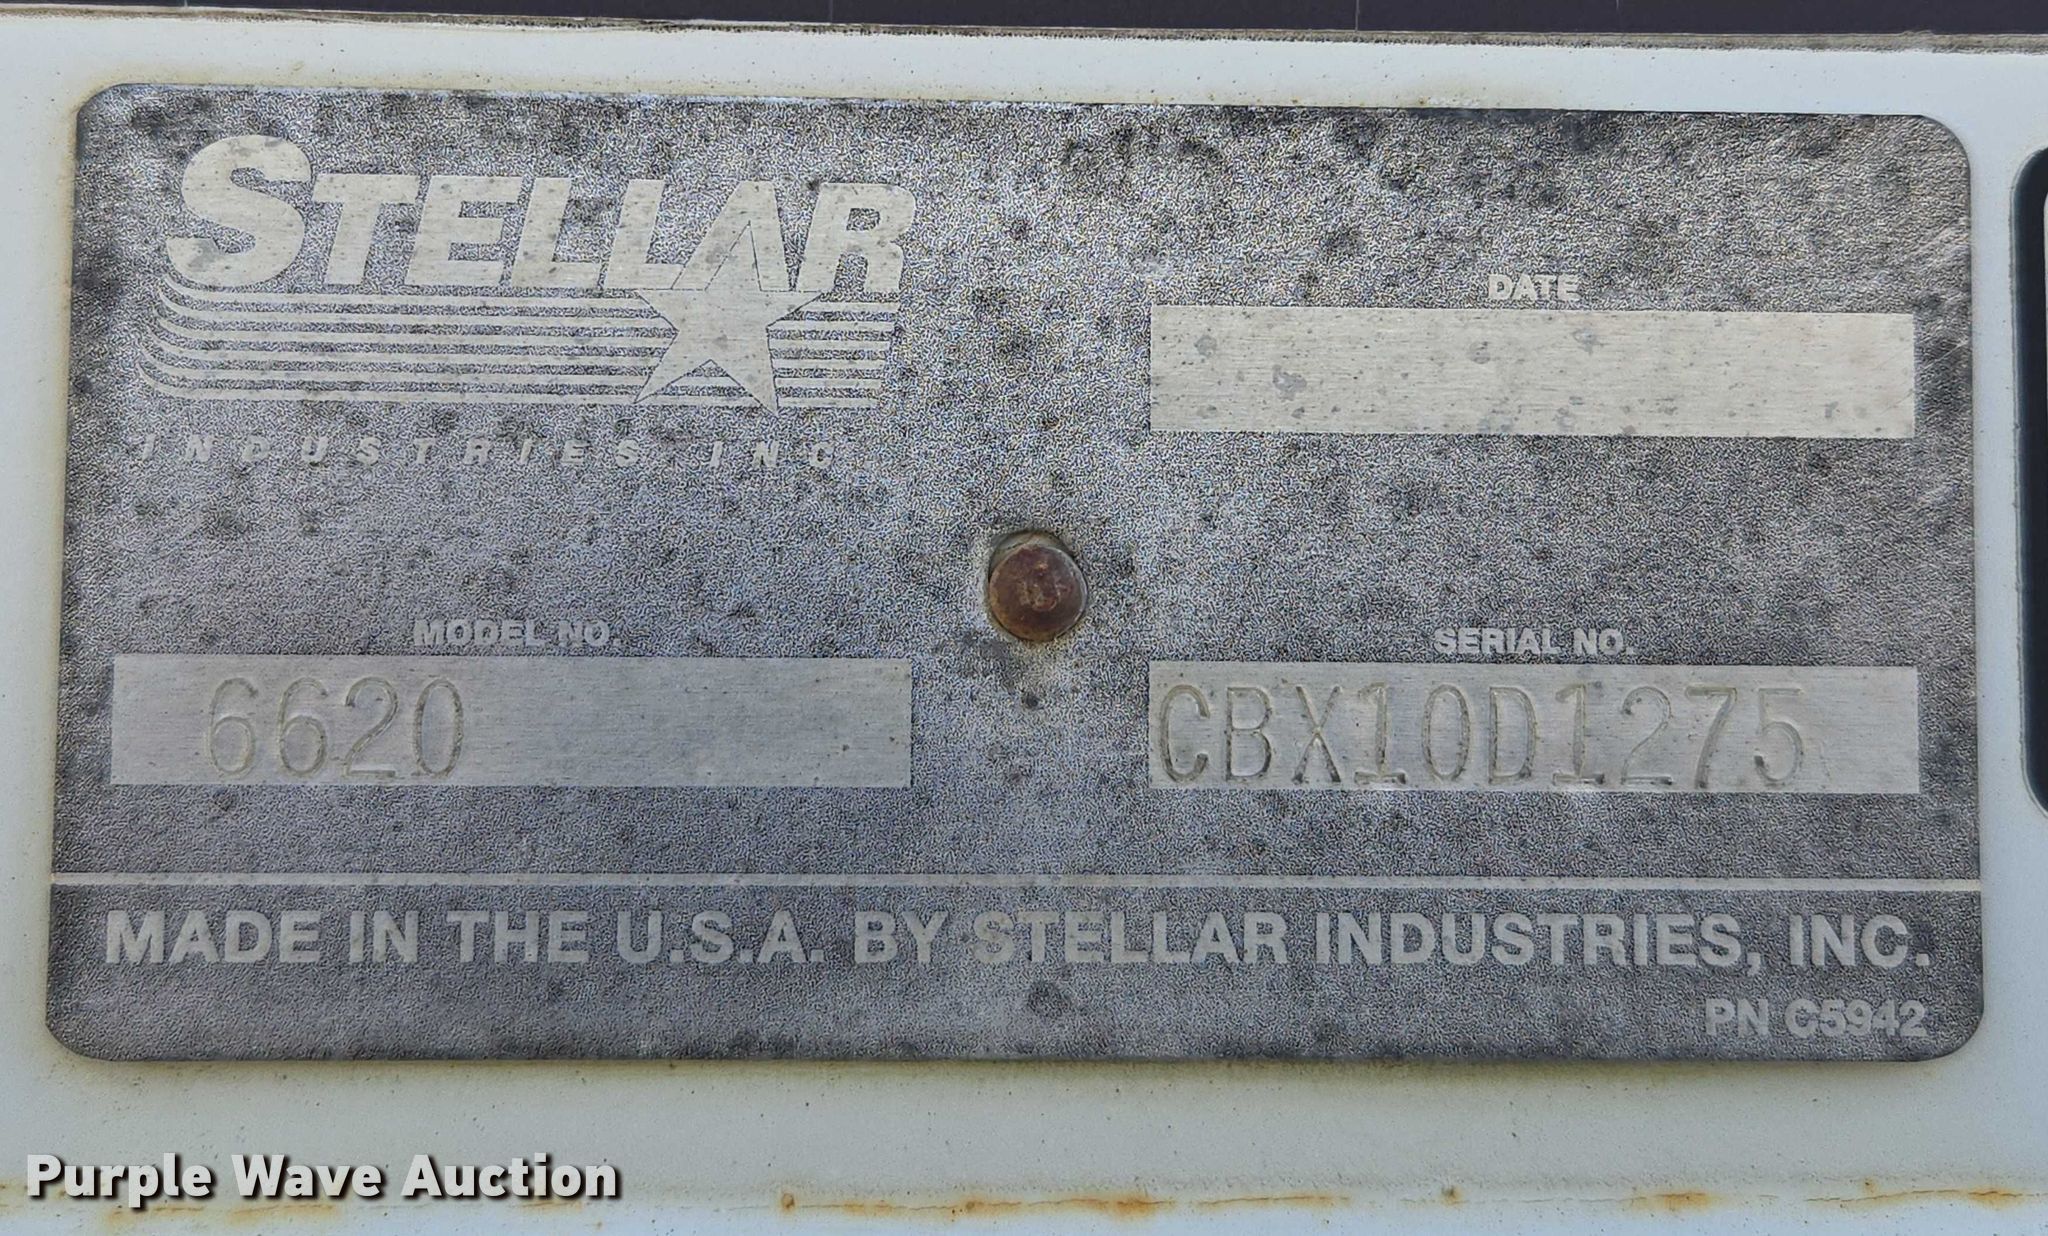 STELLAR
INDUSTRIES, INC.
DATE
MODEL NO.
6620
SERIAL NO.
CBX10D1275
MADE IN THE U.S.A. BY STELLAR INDUSTRIES, INC.
PN C5942
Purple Wave Auction